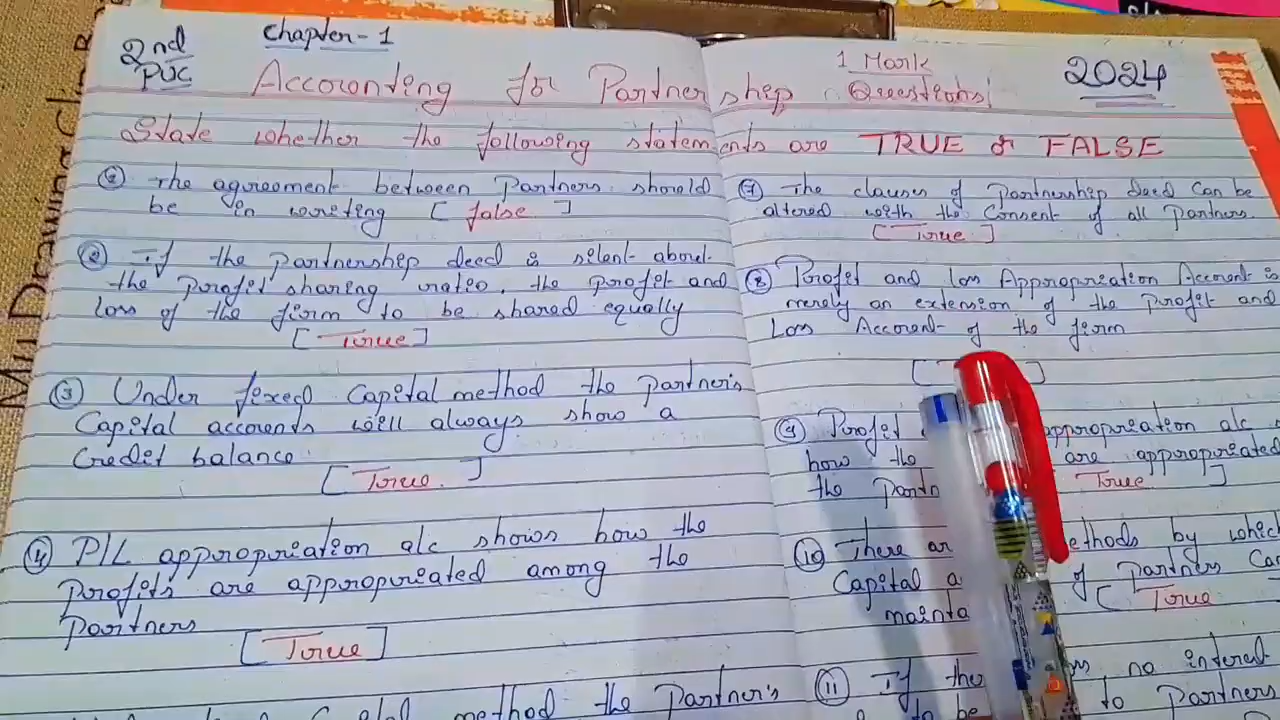 2nd PUC
Chapter-1
1 Mark
2024
Accounting for Partnership Questions
State whether the following statements are TRUE or FALSE
① The agreement between Partners should
be in writing [ false ]
② If the Partnership deed is silent about
the Profit sharing ratio, the profit and
Loss of the firm to be shared equally
[ True ]
③ Under fixed Capital method the Partner's
Capital accounts will always show a
Credit balance.
[ True ]
④ P/L appropriation a/c shows how the
Profits are appropriated among the
Partners
[ True ]
Capital method the Partner's
⑦ The clauses of Partnership deed Can be
altered with the Consent of all Partners.
[ True ]
⑧ Profit and loss Appropriation Account is
merely an extension of the Profit and
Loss Account of the firm
[ T ]
⑨ Profit appropriation a/c
how the are appropriated
the True ]
⑩ There methods by which
Capital of Partners
[ True
⑪ If no
to be to Partners